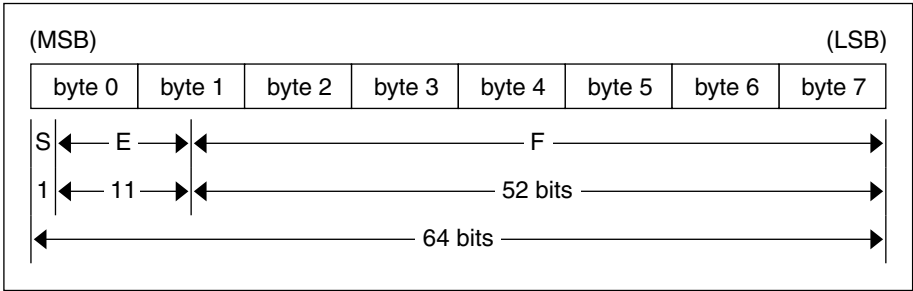 (MSB) (LSB)
byte 0 byte 1 byte 2 byte 3 byte 4 byte 5 byte 6 byte 7
S E F
1 11 52 bits
64 bits